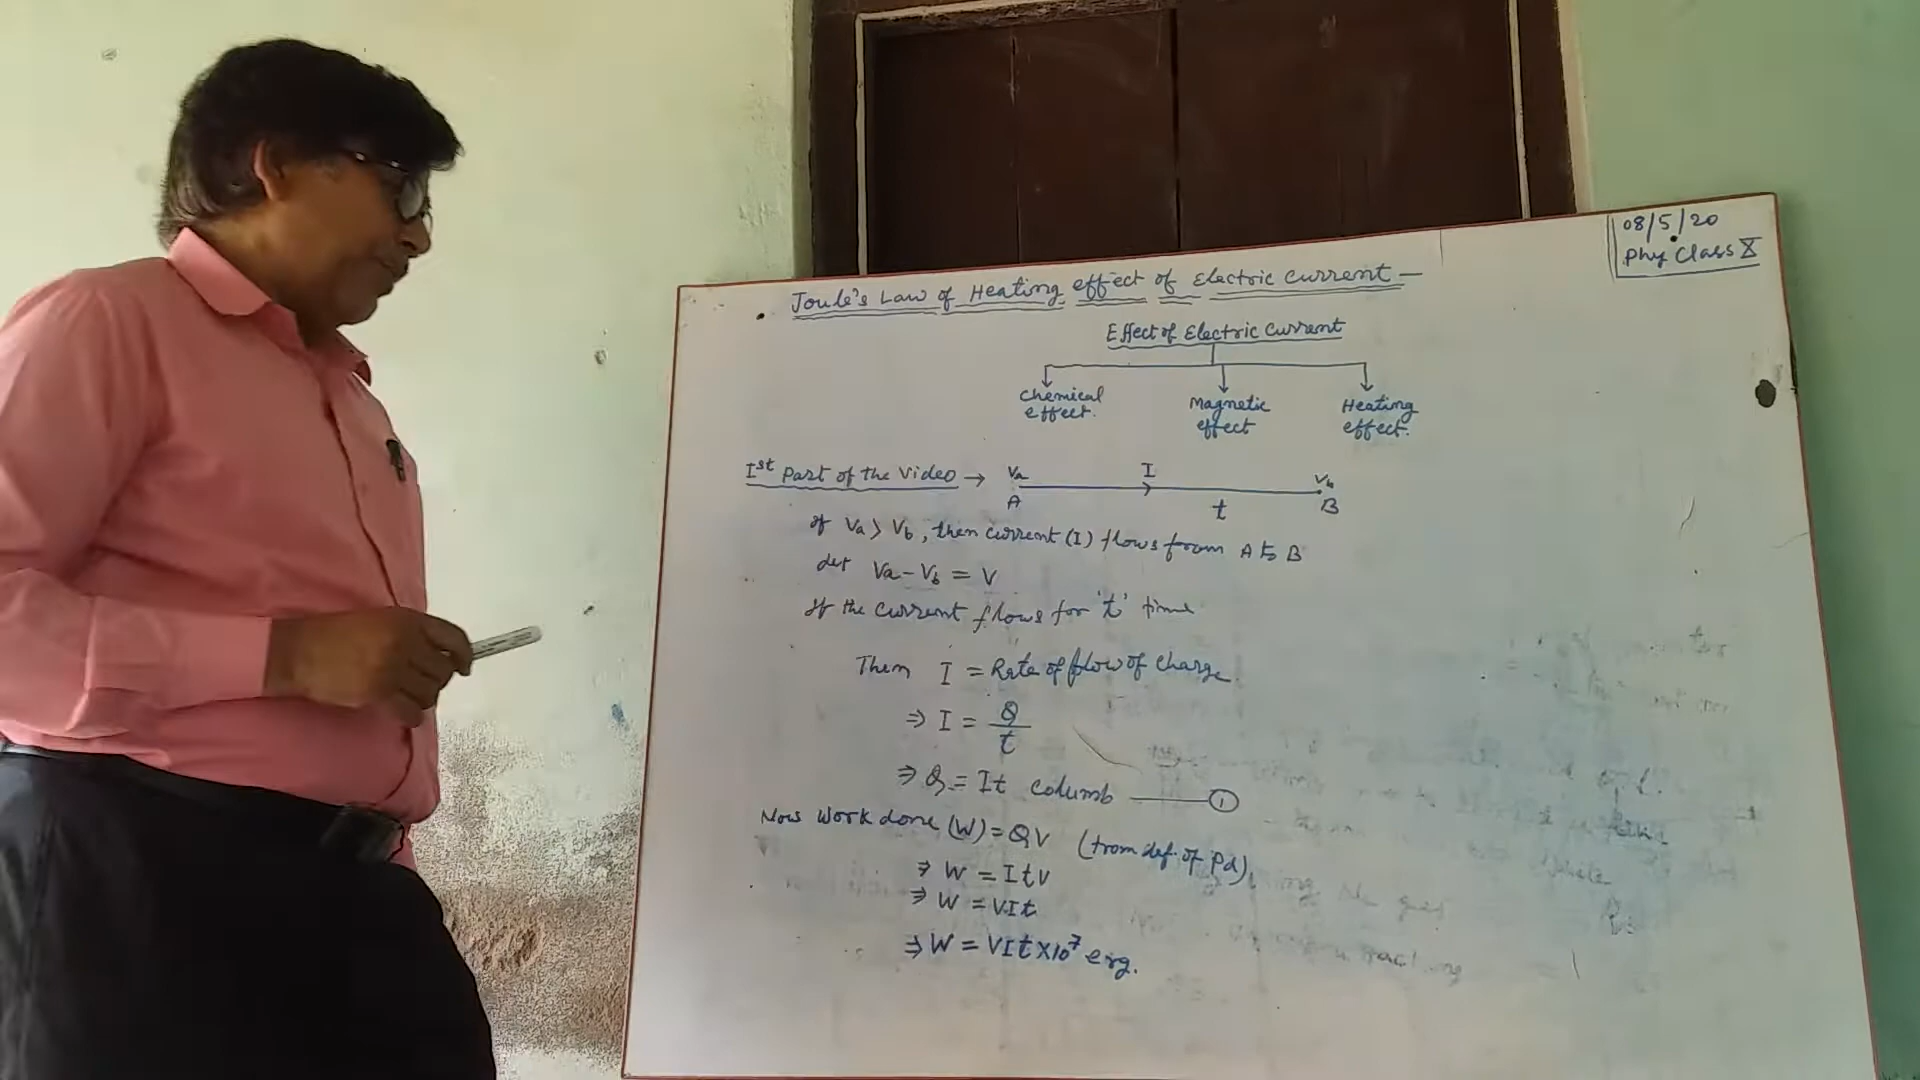 08/5/20
Phy Class X
Joule's Law of Heating effect of Electric Current —
Effect of Electric Current
Chemical effect.
Magnetic effect
Heating effect.
Ist Part of the Video → Va I Vb
A t B
If Va > Vb, then current (I) flows from A to B
Let Va - Vb = V
If the current flows for 't' time
Then I = Rate of flow of charge
⇒ I = Q/t
⇒ Q = It columb —— ①
Now Work done (W) = QV (from def. of Pd)
⇒ W = ItV
⇒ W = VIt
⇒ W = VIt × 10⁷ erg.